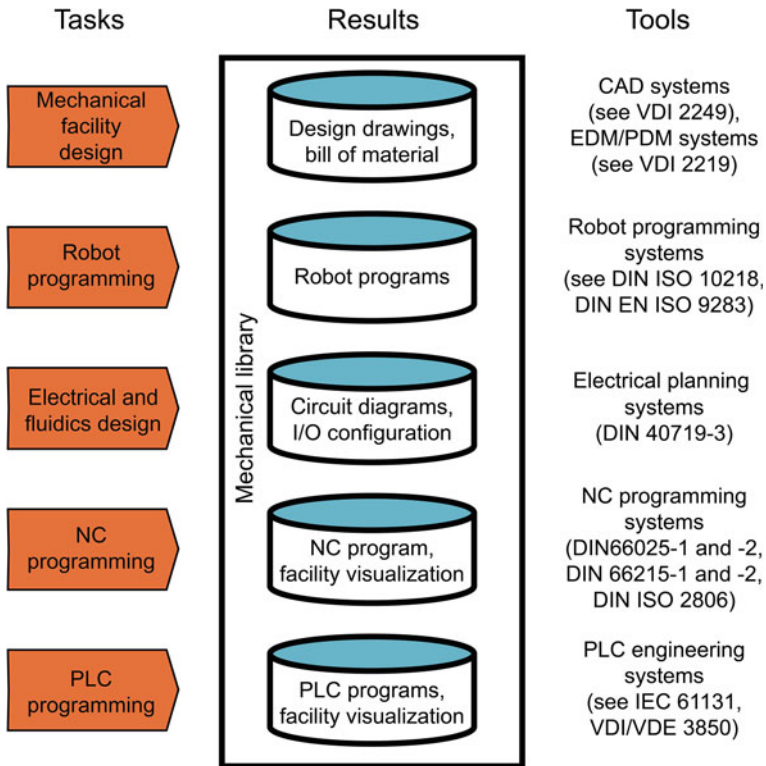 Tasks
Results
Tools
Mechanical
facility
design
Design drawings,
bill of material
CAD systems
(see VDI 2249),
EDM/PDM systems
(see VDI 2219)
Robot
programming
Robot programs
Robot programming
systems
(see DIN ISO 10218,
DIN EN ISO 9283)
Mechanical library
Electrical and
fluidics design
Circuit diagrams,
I/O configuration
Electrical planning
systems
(DIN 40719-3)
NC
programming
NC program,
facility visualization
NC programming
systems
(DIN66025-1 and -2,
DIN 66215-1 and -2,
DIN ISO 2806)
PLC
programming
PLC programs,
facility visualization
PLC engineering
systems
(see IEC 61131,
VDI/VDE 3850)